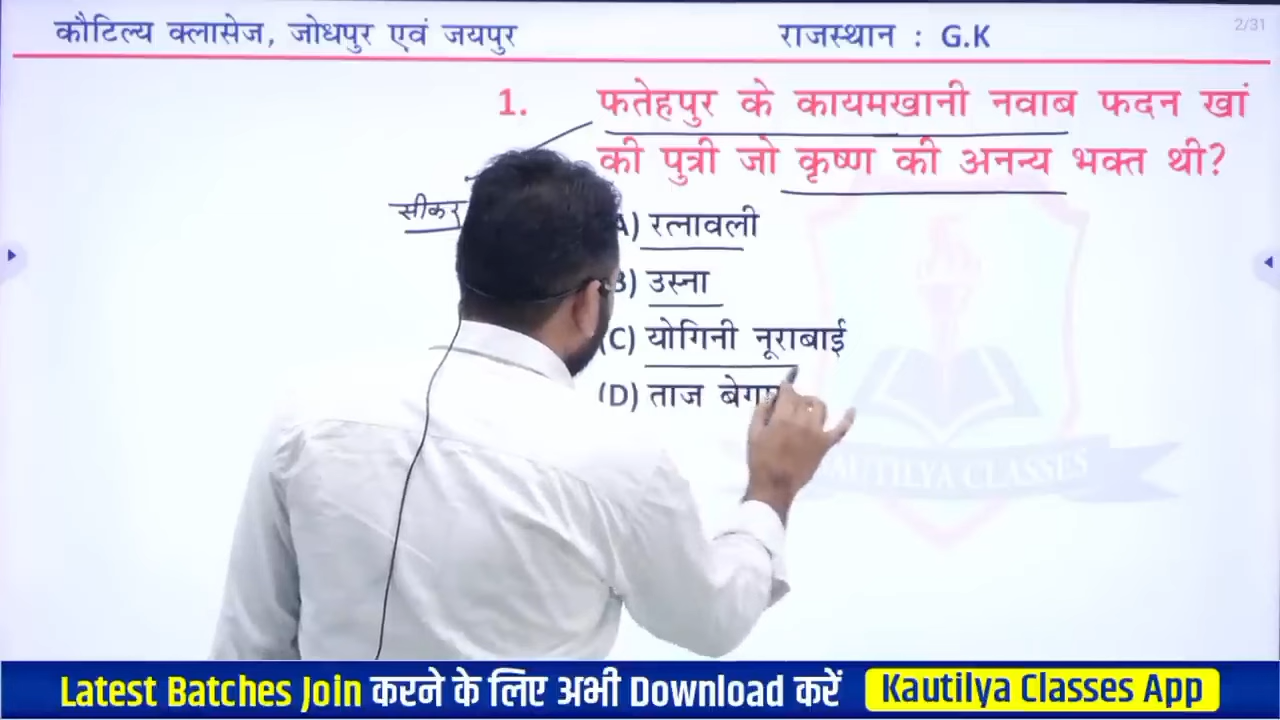 कौटिल्य क्लासेज, जोधपुर एवं जयपुर
राजस्थान : G.K
2/31
1. फतेहपुर के कायमखानी नवाब फदन खां
की पुत्री जो कृष्ण की अनन्य भक्त थी?
सीकर
A) रत्नावली
B) उस्ना
(C) योगिनी नूराबाई
(D) ताज
KAUTILYA CLASSES
Latest Batches Join करने के लिए अभी Download करें
Kautilya Classes App